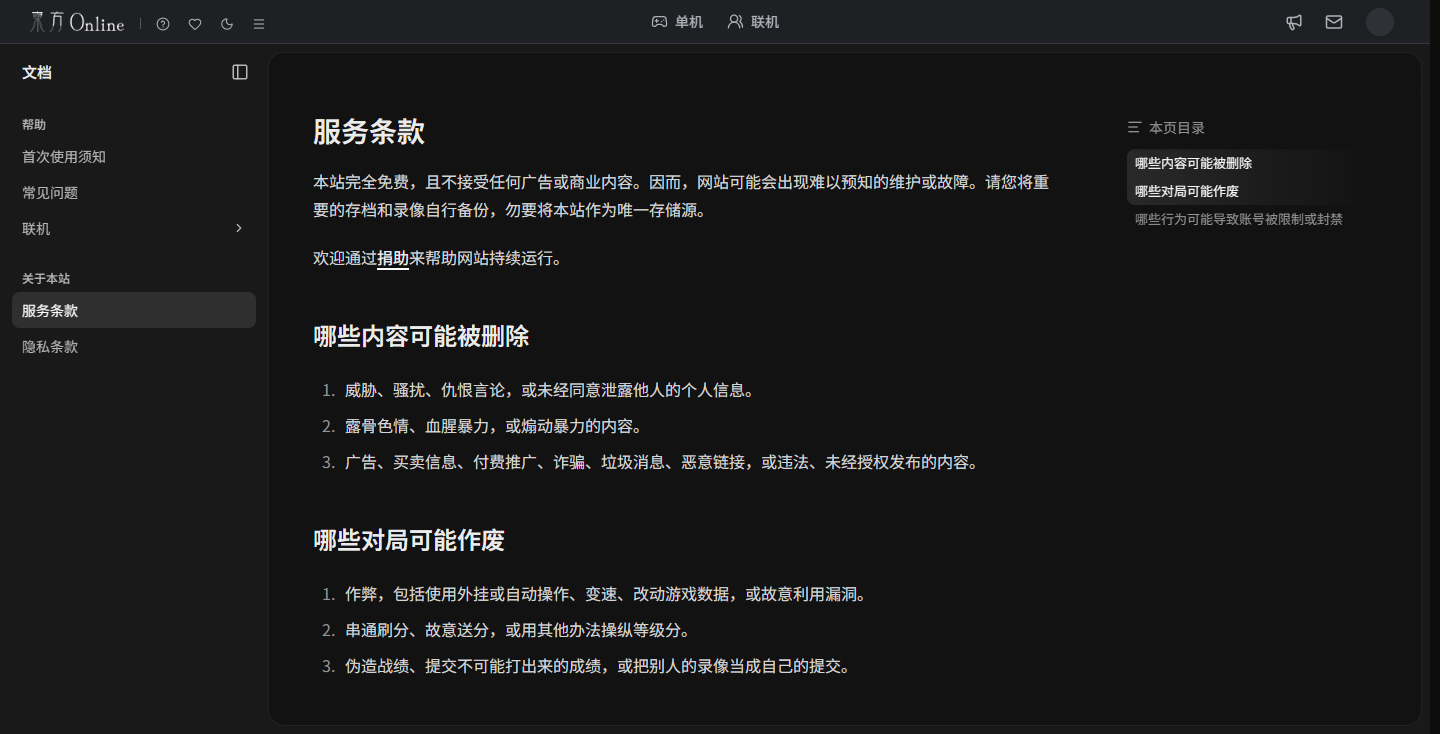 東方Online
单机
联机
文档
帮助
首次使用须知
常见问题
联机
关于本站
服务条款
隐私条款
服务条款
本站完全免费，且不接受任何广告或商业内容。因而，网站可能会出现难以预知的维护或故障。请您将重
要的存档和录像自行备份，勿要将本站作为唯一存储源。
欢迎通过捐助来帮助网站持续运行。
哪些内容可能被删除
1. 威胁、骚扰、仇恨言论，或未经同意泄露他人的个人信息。
2. 露骨色情、血腥暴力，或煽动暴力的内容。
3. 广告、买卖信息、付费推广、诈骗、垃圾消息、恶意链接，或违法、未经授权发布的内容。
哪些对局可能作废
1. 作弊，包括使用外挂或自动操作、变速、改动游戏数据，或故意利用漏洞。
2. 串通刷分、故意送分，或用其他办法操纵等级分。
3. 伪造战绩、提交不可能打出来的成绩，或把别人的录像当成自己的提交。
本页目录
哪些内容可能被删除
哪些对局可能作废
哪些行为可能导致账号被限制或封禁